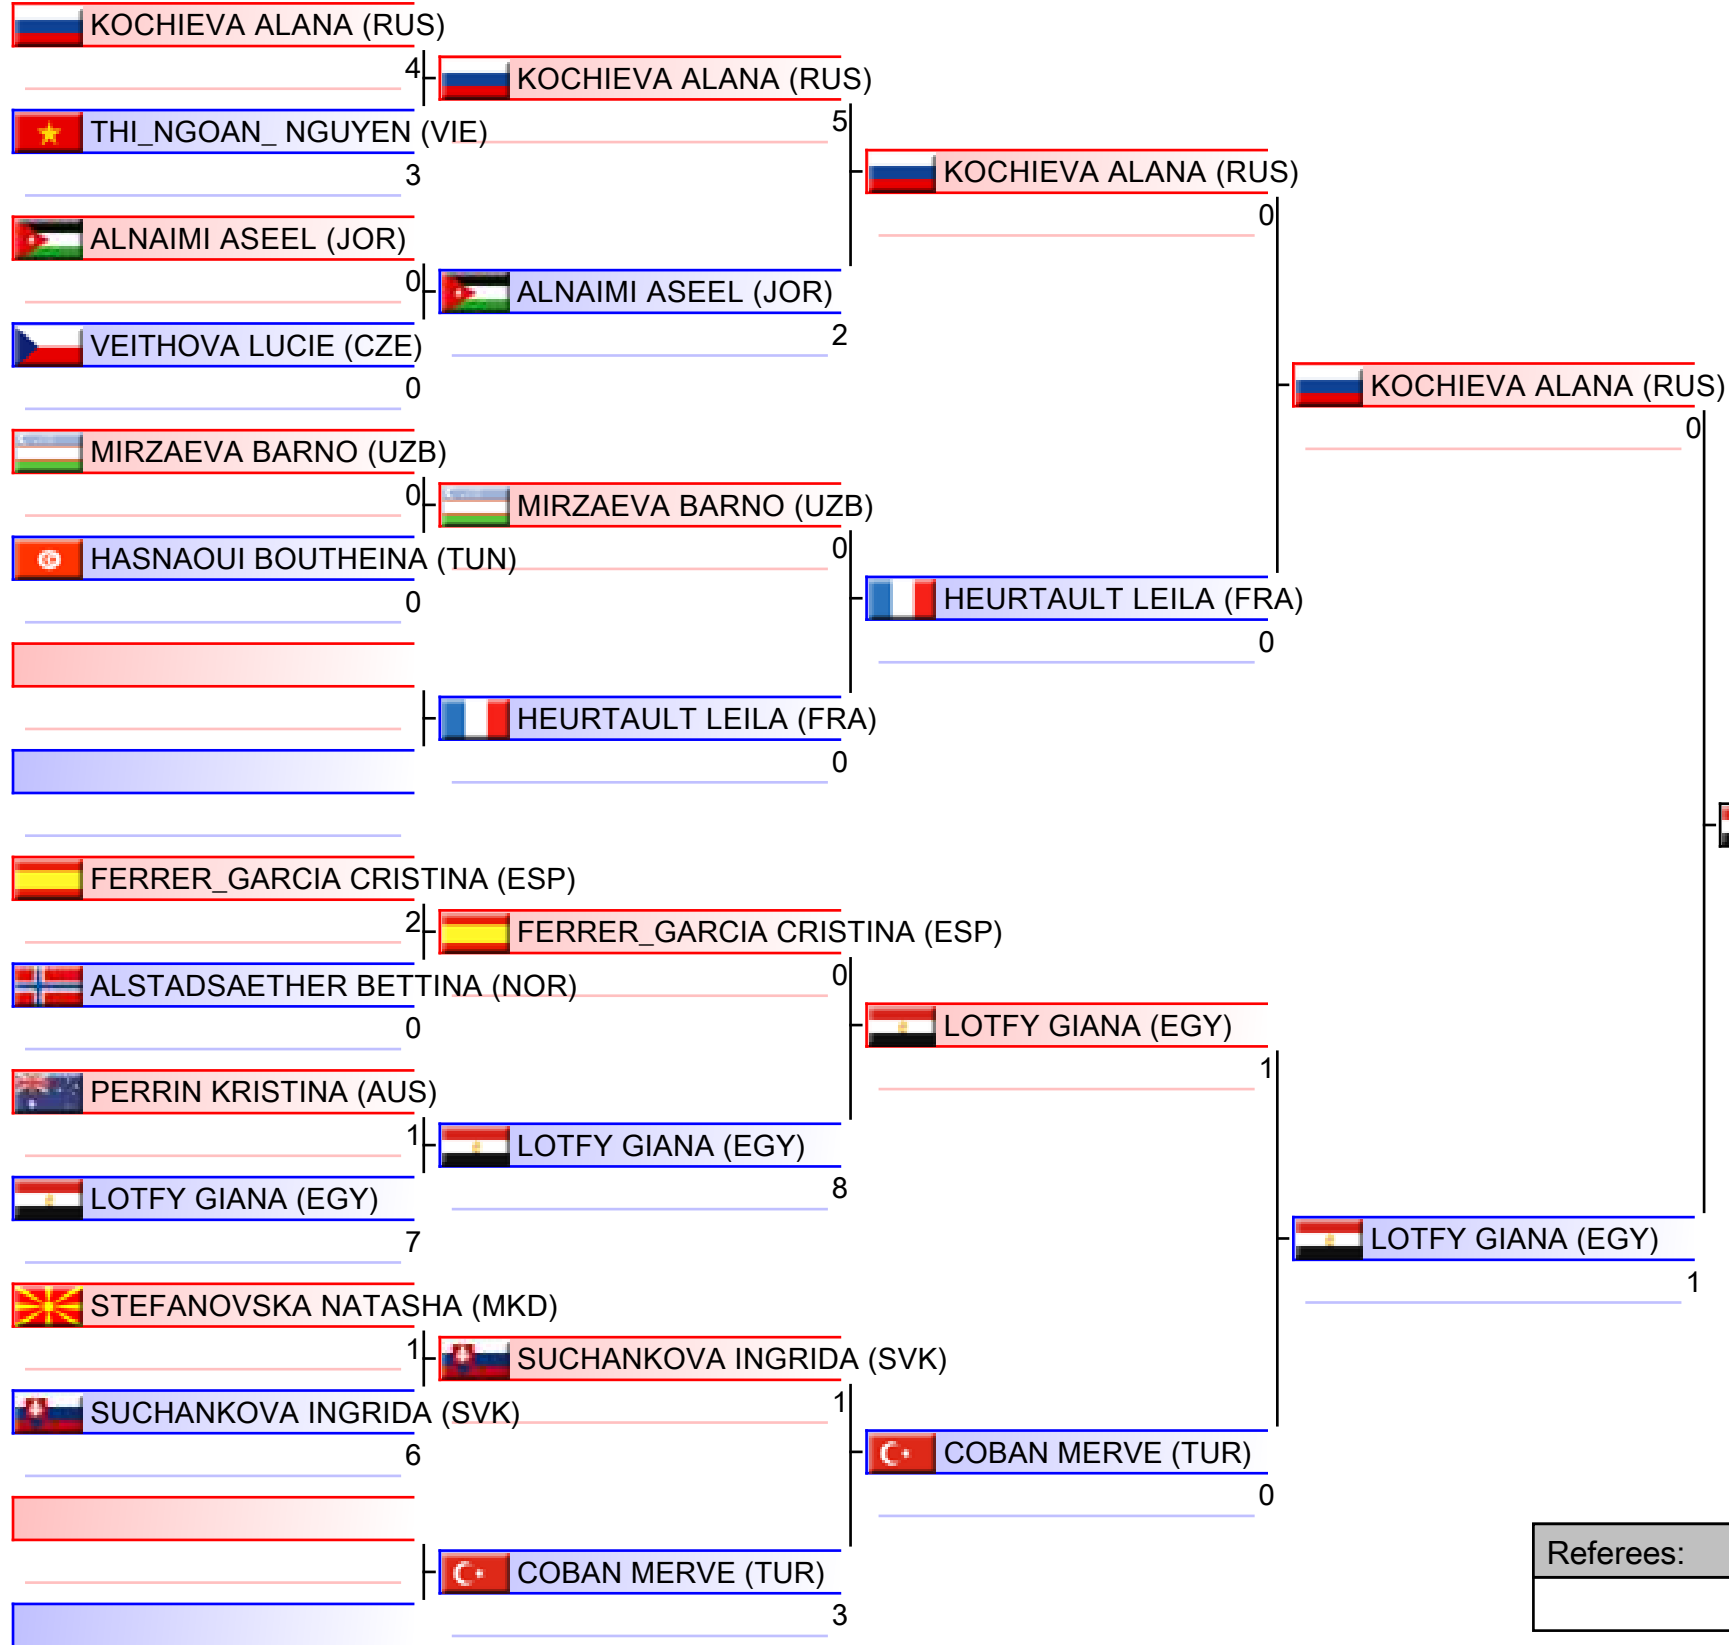 KOCHIEVA ALANA (RUS)
4
KOCHIEVA ALANA (RUS)
5
THI_NGOAN_ NGUYEN (VIE)
3
KOCHIEVA ALANA (RUS)
0
ALNAIMI ASEEL (JOR)
0
ALNAIMI ASEEL (JOR)
2
VEITHOVA LUCIE (CZE)
0
KOCHIEVA ALANA (RUS)
0
MIRZAEVA BARNO (UZB)
0
MIRZAEVA BARNO (UZB)
0
HASNAOUI BOUTHEINA (TUN)
0
HEURTAULT LEILA (FRA)
0
HEURTAULT LEILA (FRA)
0
FERRER_GARCIA CRISTINA (ESP)
2
FERRER_GARCIA CRISTINA (ESP)
0
ALSTADSAETHER BETTINA (NOR)
0
LOTFY GIANA (EGY)
1
PERRIN KRISTINA (AUS)
1
LOTFY GIANA (EGY)
8
LOTFY GIANA (EGY)
7
LOTFY GIANA (EGY)
1
STEFANOVSKA NATASHA (MKD)
1
SUCHANKOVA INGRIDA (SVK)
1
SUCHANKOVA INGRIDA (SVK)
6
COBAN MERVE (TUR)
0
COBAN MERVE (TUR)
3
Referees: